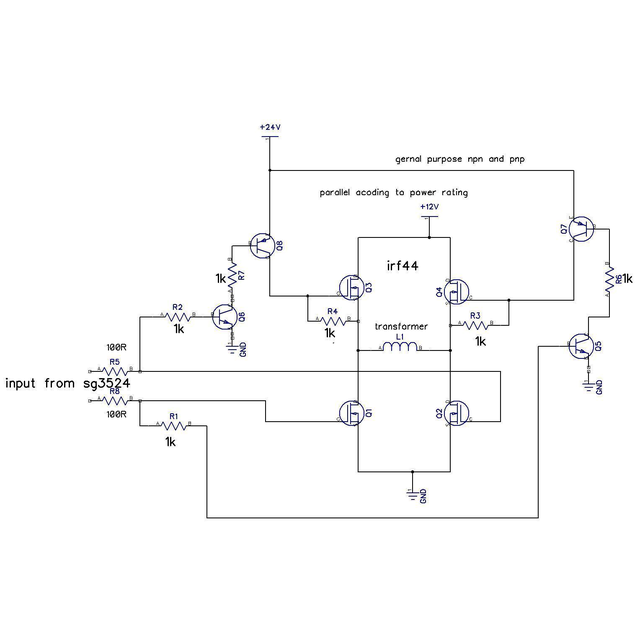 +24V
gernal purpose npn and pnp
parallel acoding to power rating
+12V
Q7
Q8
irf44
1k R7
R6 1k
Q3
Q4
R2
Q6
R4
R3
1k
1k
transformer
1k
L1
GND
Q5
100R
R5
input from sg3524
GND
R8
100R
R1
Q1
Q2
1k
GND